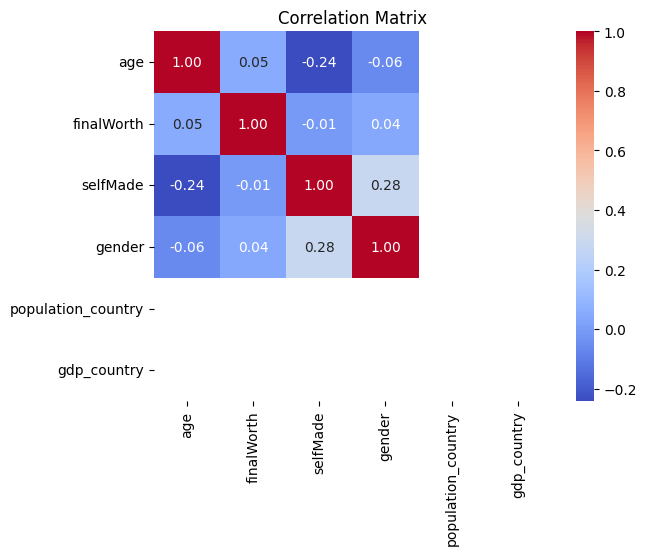 Correlation Matrix
age 1.00 0.05 -0.24 -0.06
finalWorth 0.05 1.00 -0.01 0.04
selfMade -0.24 -0.01 1.00 0.28
gender -0.06 0.04 0.28 1.00
population_country
gdp_country
age finalWorth selfMade gender population_country gdp_country
1.0
0.8
0.6
0.4
0.2
0.0
−0.2